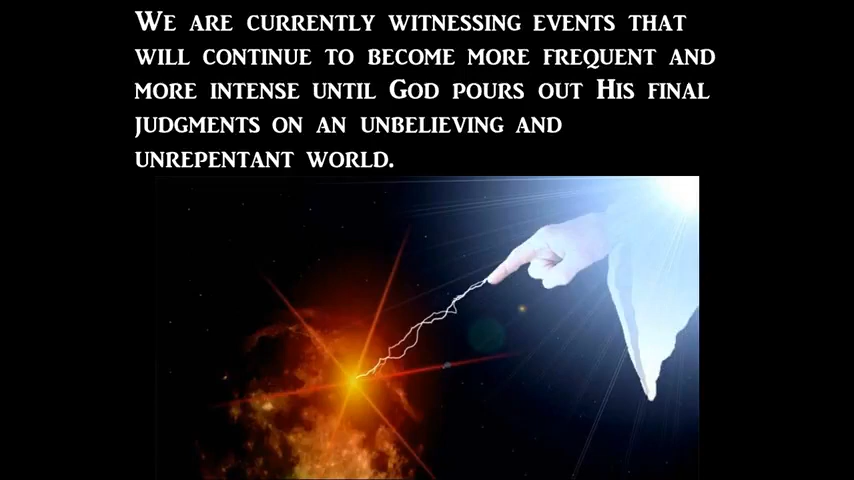 We are currently witnessing events that
will continue to become more frequent and
more intense until God pours out His final
judgments on an unbelieving and
unrepentant world.